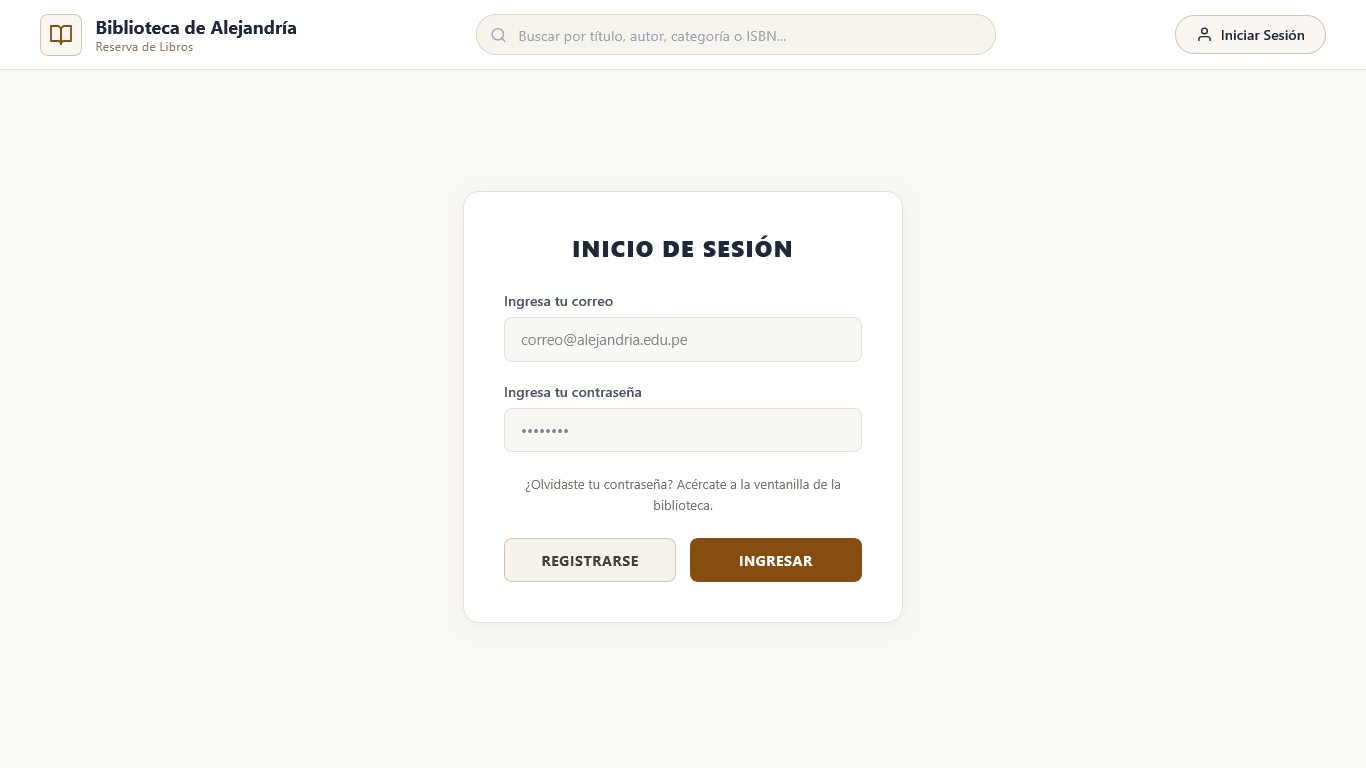 Biblioteca de Alejandría
Reserva de Libros
Buscar por título, autor, categoría o ISBN...
Iniciar Sesión
INICIO DE SESIÓN
Ingresa tu correo
correo@alejandria.edu.pe
Ingresa tu contraseña
••••••••
¿Olvidaste tu contraseña? Acércate a la ventanilla de la
biblioteca.
REGISTRARSE
INGRESAR